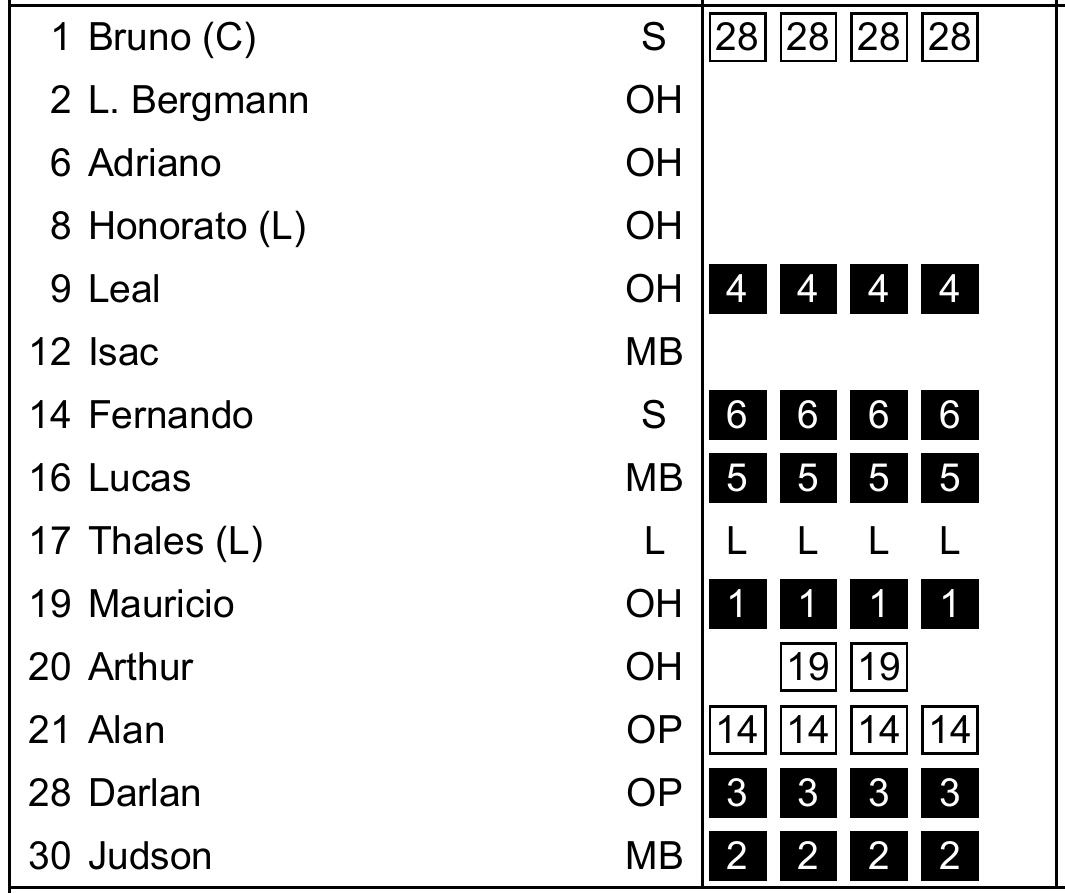 1 Bruno (C) S 28 28 28 28
2 L. Bergmann OH
6 Adriano OH
8 Honorato (L) OH
9 Leal OH 4 4 4 4
12 Isac MB
14 Fernando S 6 6 6 6
16 Lucas MB 5 5 5 5
17 Thales (L) L L L L L
19 Mauricio OH 1 1 1 1
20 Arthur OH 19 19
21 Alan OP 14 14 14 14
28 Darlan OP 3 3 3 3
30 Judson MB 2 2 2 2